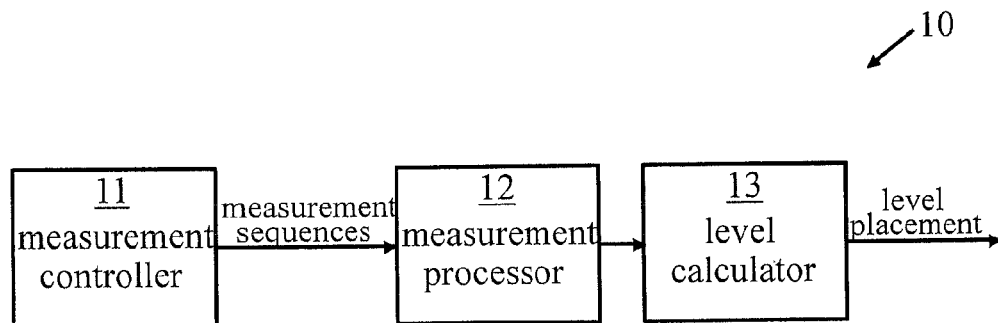 10
11
measurement
controller
measurement
sequences
12
measurement
processor
13
level
calculator
level
placement